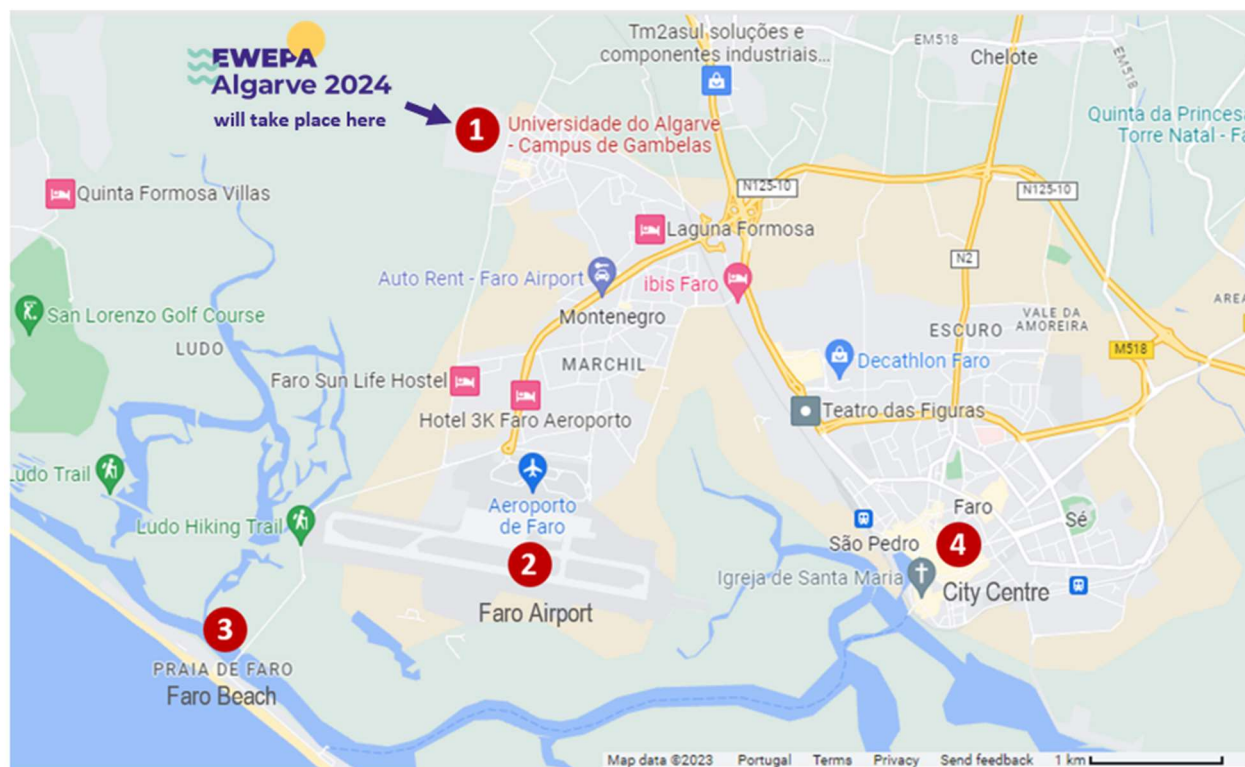 EWEPA
Algarve 2024
will take place here
1
Universidade do Algarve
- Campus de Gambelas
Tm2asul soluções e
componentes industriais...
EM518
Chelote
EM518
Quinta da Princesa
Torre Natal - Fa
Quinta Formosa Villas
N125-10
N125-10
Laguna Formosa
N2
Auto Rent - Faro Airport
ibis Faro
Montenegro
San Lorenzo Golf Course
LUDO
ESCURO
VALE DA
AMOREIRA
AREA
M518
MARCHIL
Decathlon Faro
Faro Sun Life Hostel
Hotel 3K Faro Aeroporto
Teatro das Figuras
Ludo Trail
Aeroporto
de Faro
Ludo Hiking Trail
Faro
Sé
São Pedro
4
2
Igreja de Santa Maria
City Centre
Faro Airport
3
PRAIA DE FARO
Faro Beach
Map data ©2023
Portugal
Terms
Privacy
Send feedback
1 km